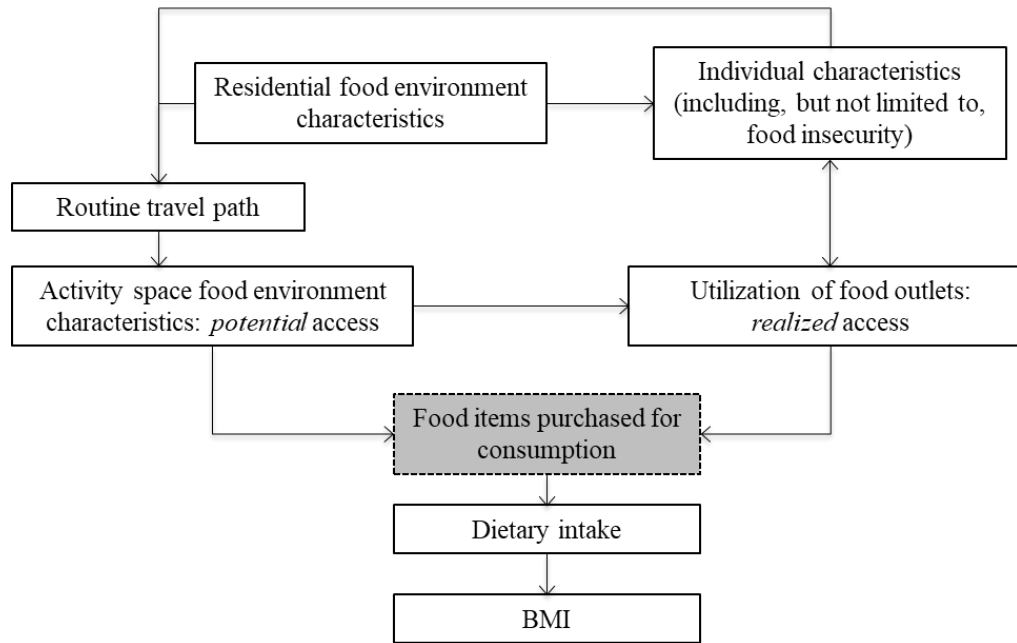 Residential food environment
characteristics
Individual characteristics
(including, but not limited to,
food insecurity)
Routine travel path
Activity space food environment
characteristics: potential access
Utilization of food outlets:
realized access
Food items purchased for
consumption
Dietary intake
BMI